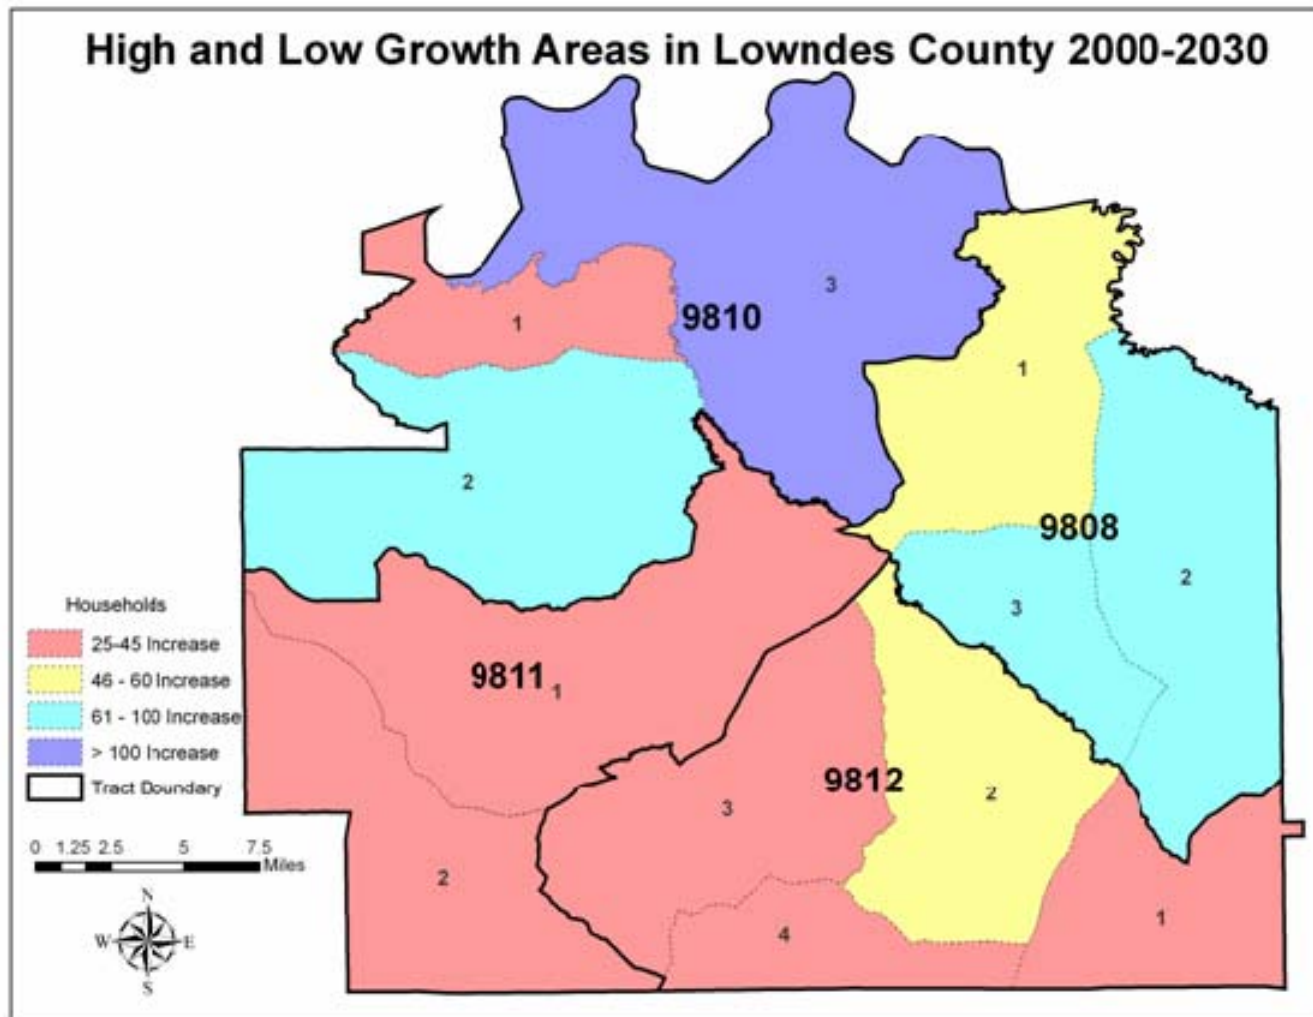 High and Low Growth Areas in Lowndes County 2000-2030
3
9810
1
1
2
9808
2
3
9811
1
9812
2
3
2
1
4
Households
25-45 Increase
46 - 60 Increase
61 - 100 Increase
> 100 Increase
Tract Boundary
0 1.25 2.5 5 7.5
Miles
N
W E
S